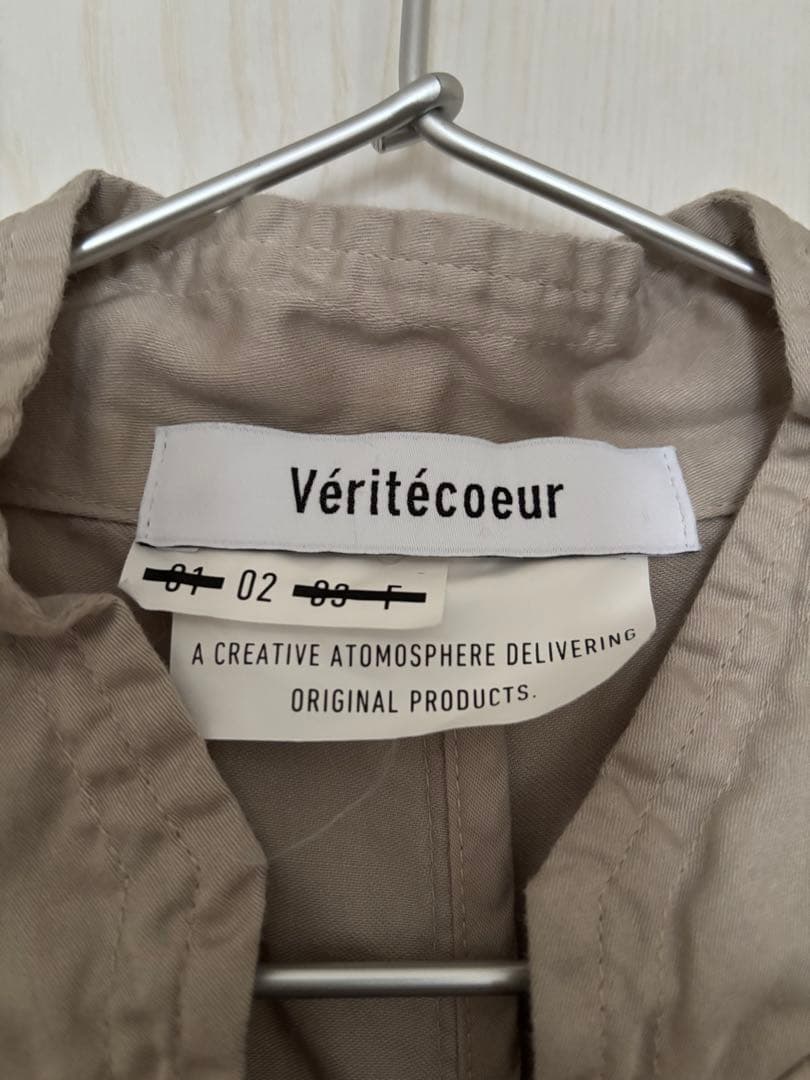 Véritécoeur
01 02 03 F
A CREATIVE ATOMOSPHERE DELIVERING
ORIGINAL PRODUCTS.